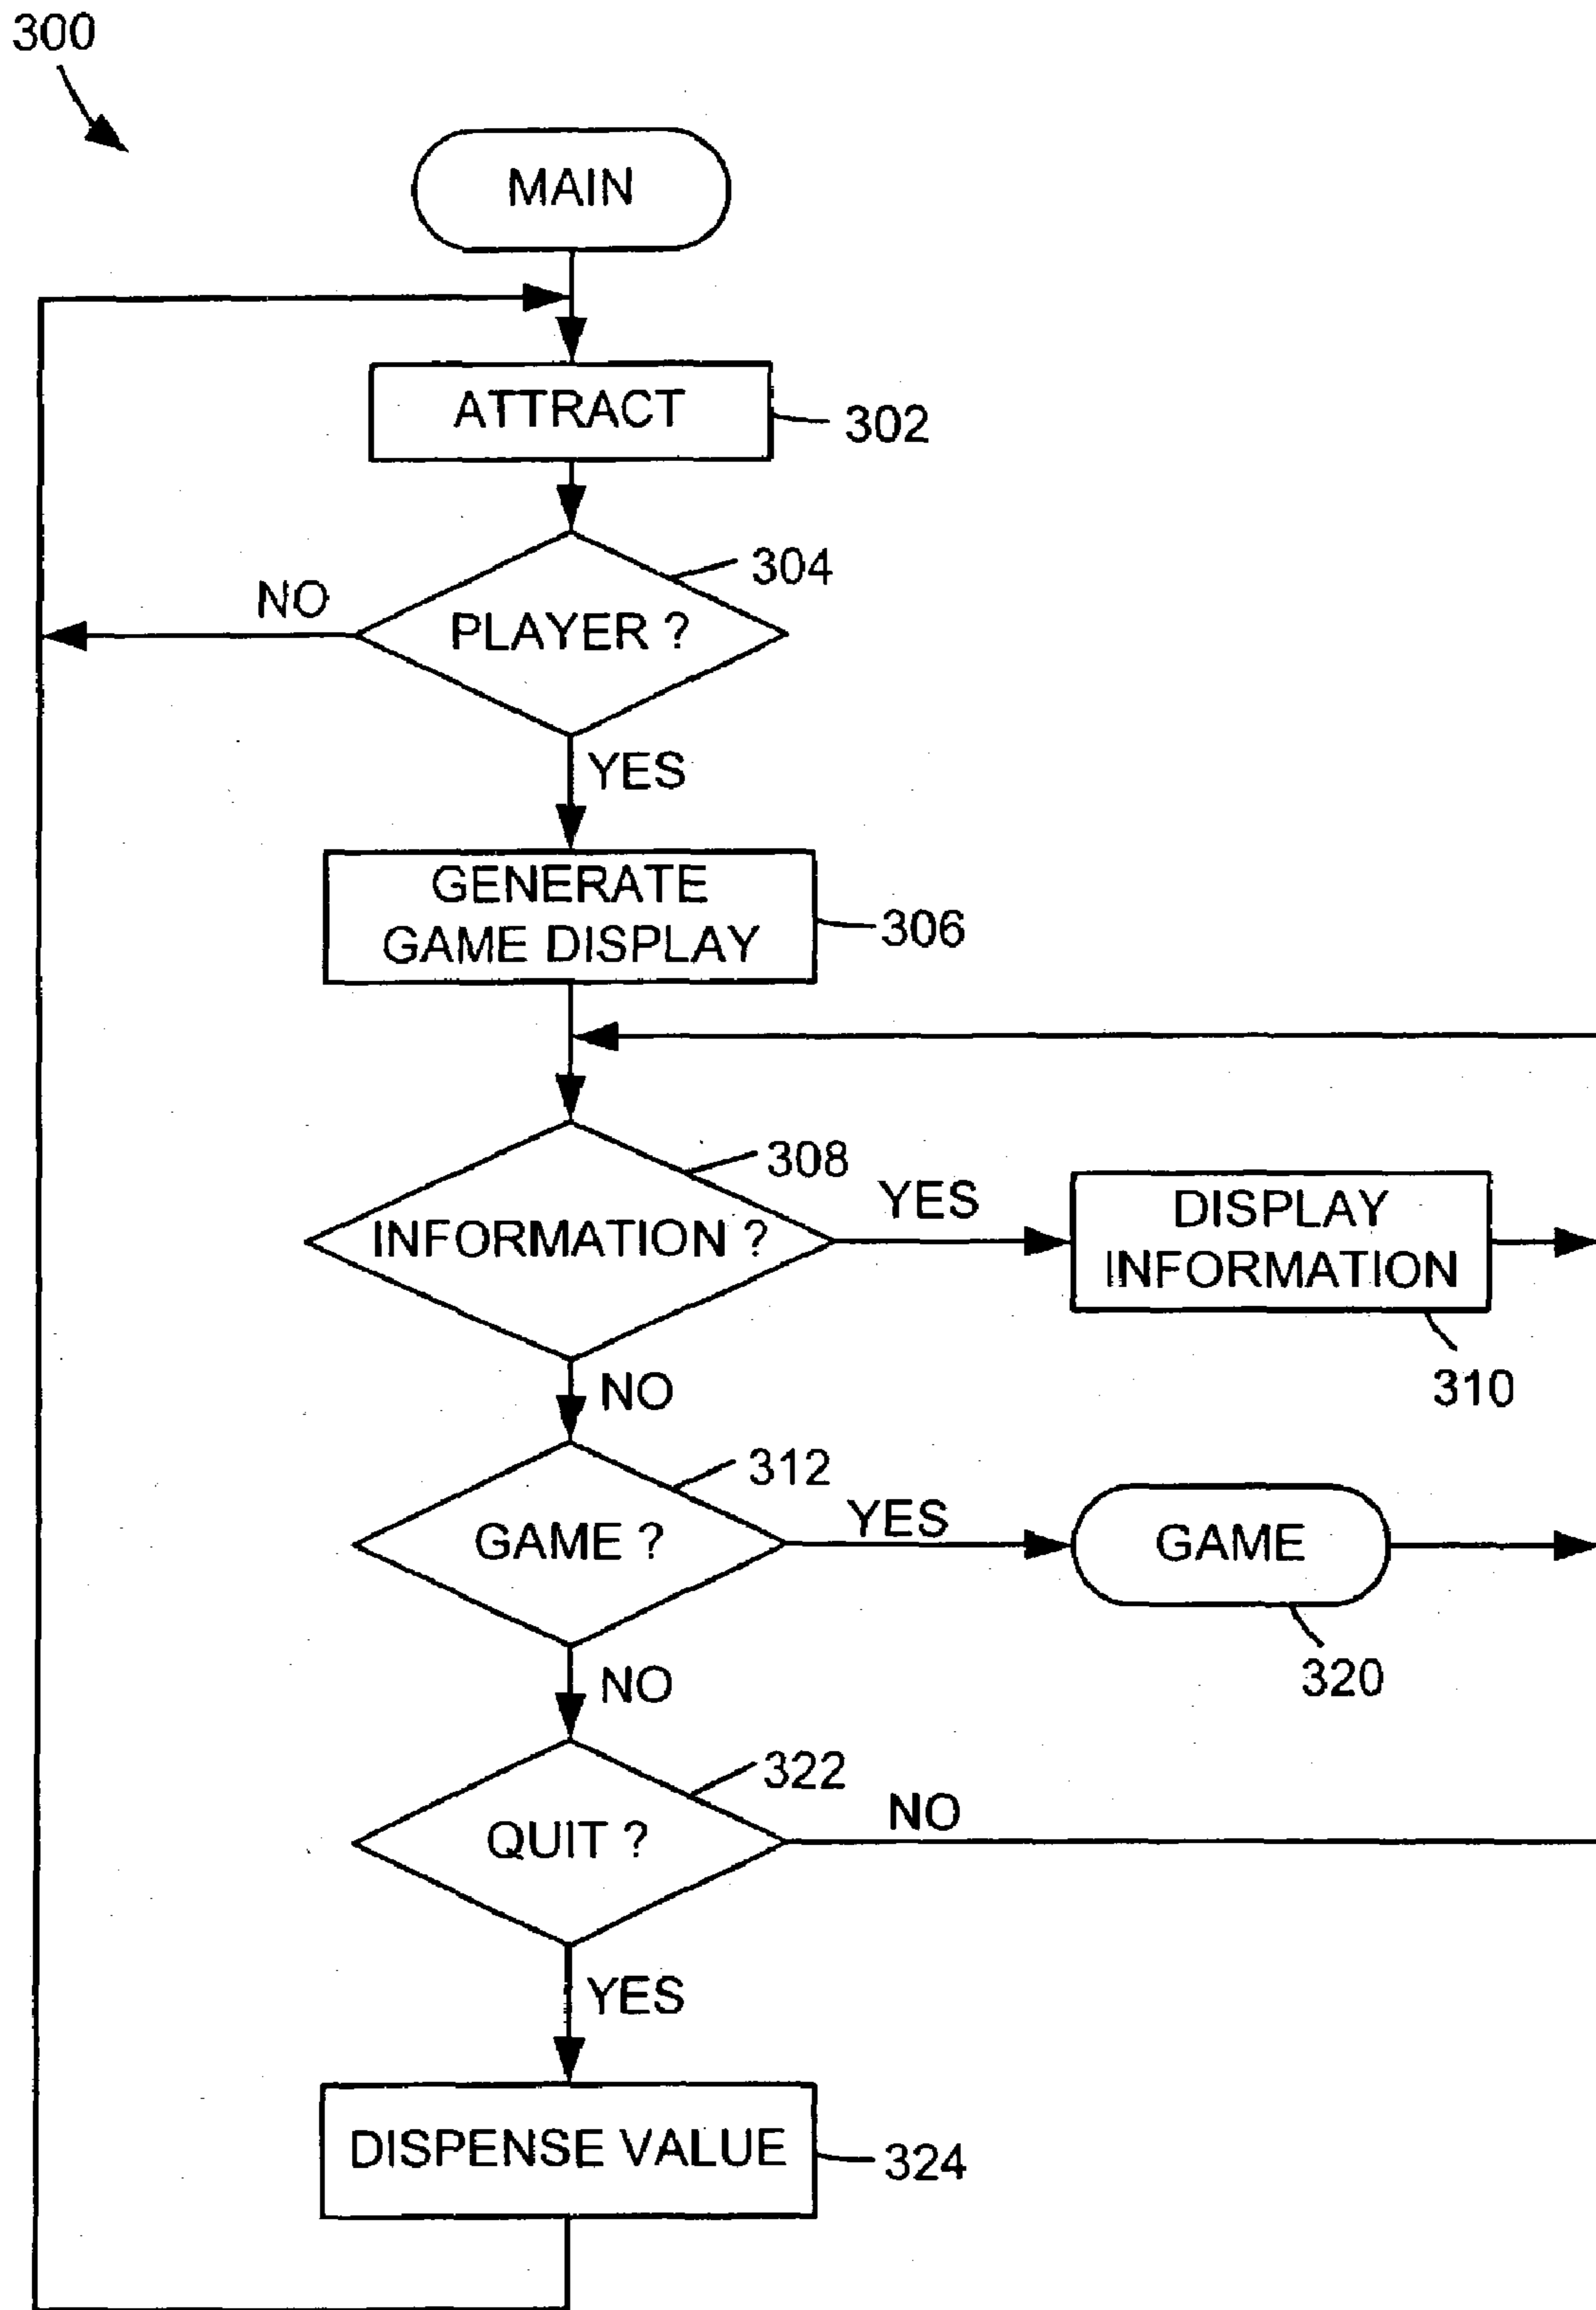 300
MAIN
ATTRACT
302
304
NO
PLAYER ?
YES
GENERATE
GAME DISPLAY
306
308
YES
DISPLAY
INFORMATION
INFORMATION ?
310
NO
312
YES
GAME ?
GAME
320
NO
322
NO
QUIT ?
YES
DISPENSE VALUE
324